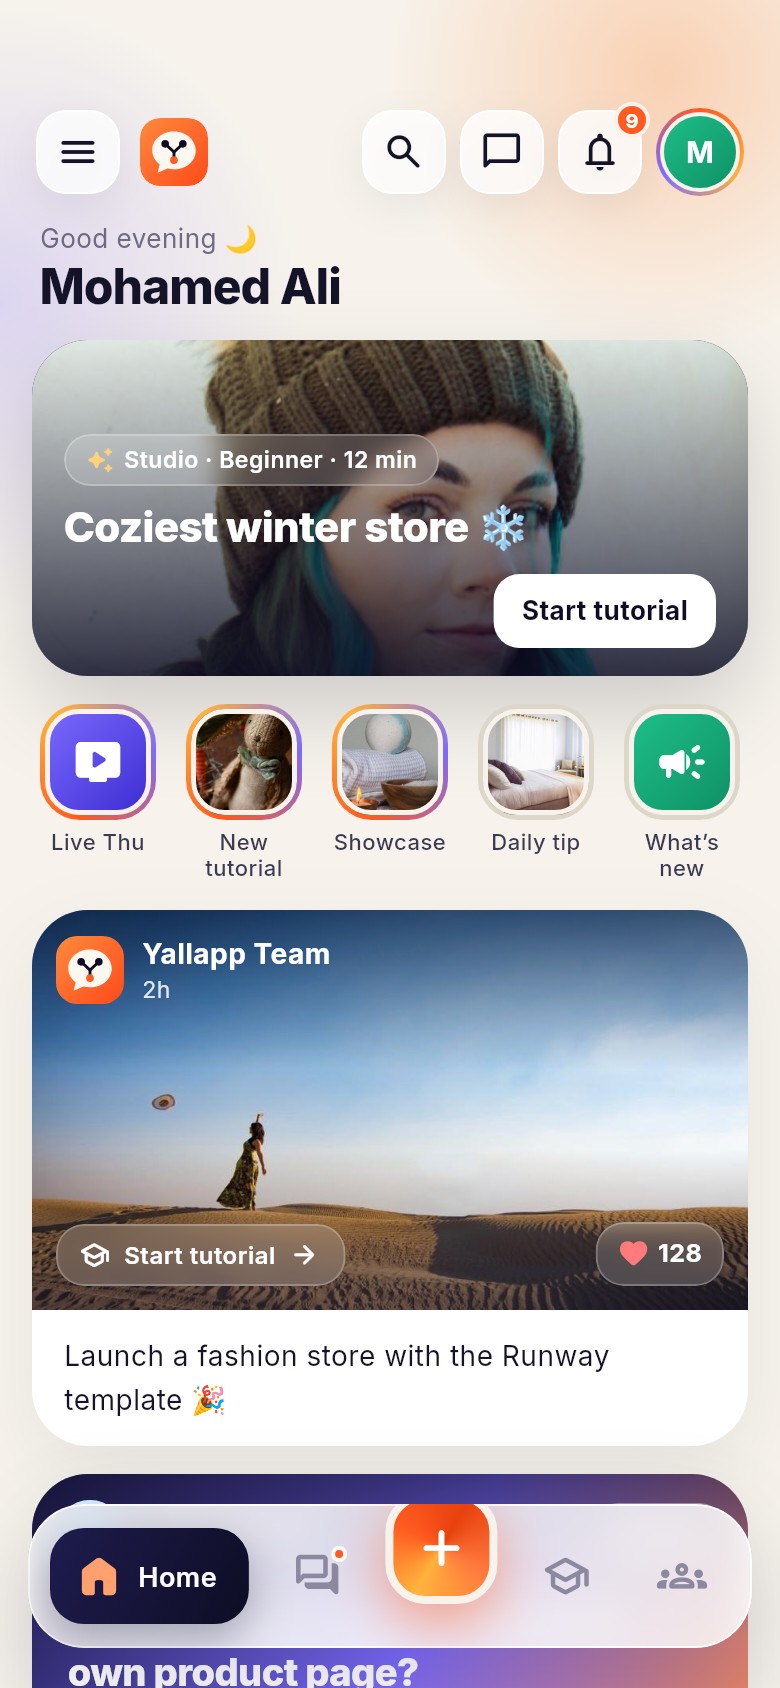 9
M
Good evening 🌙
Mohamed Ali
Studio · Beginner · 12 min
Coziest winter store ❄️
Start tutorial
Live Thu
New
tutorial
Showcase
Daily tip
What's
new
Yallapp Team
2h
Start tutorial →
128
Launch a fashion store with the Runway
template 🎉
Home
own product page?